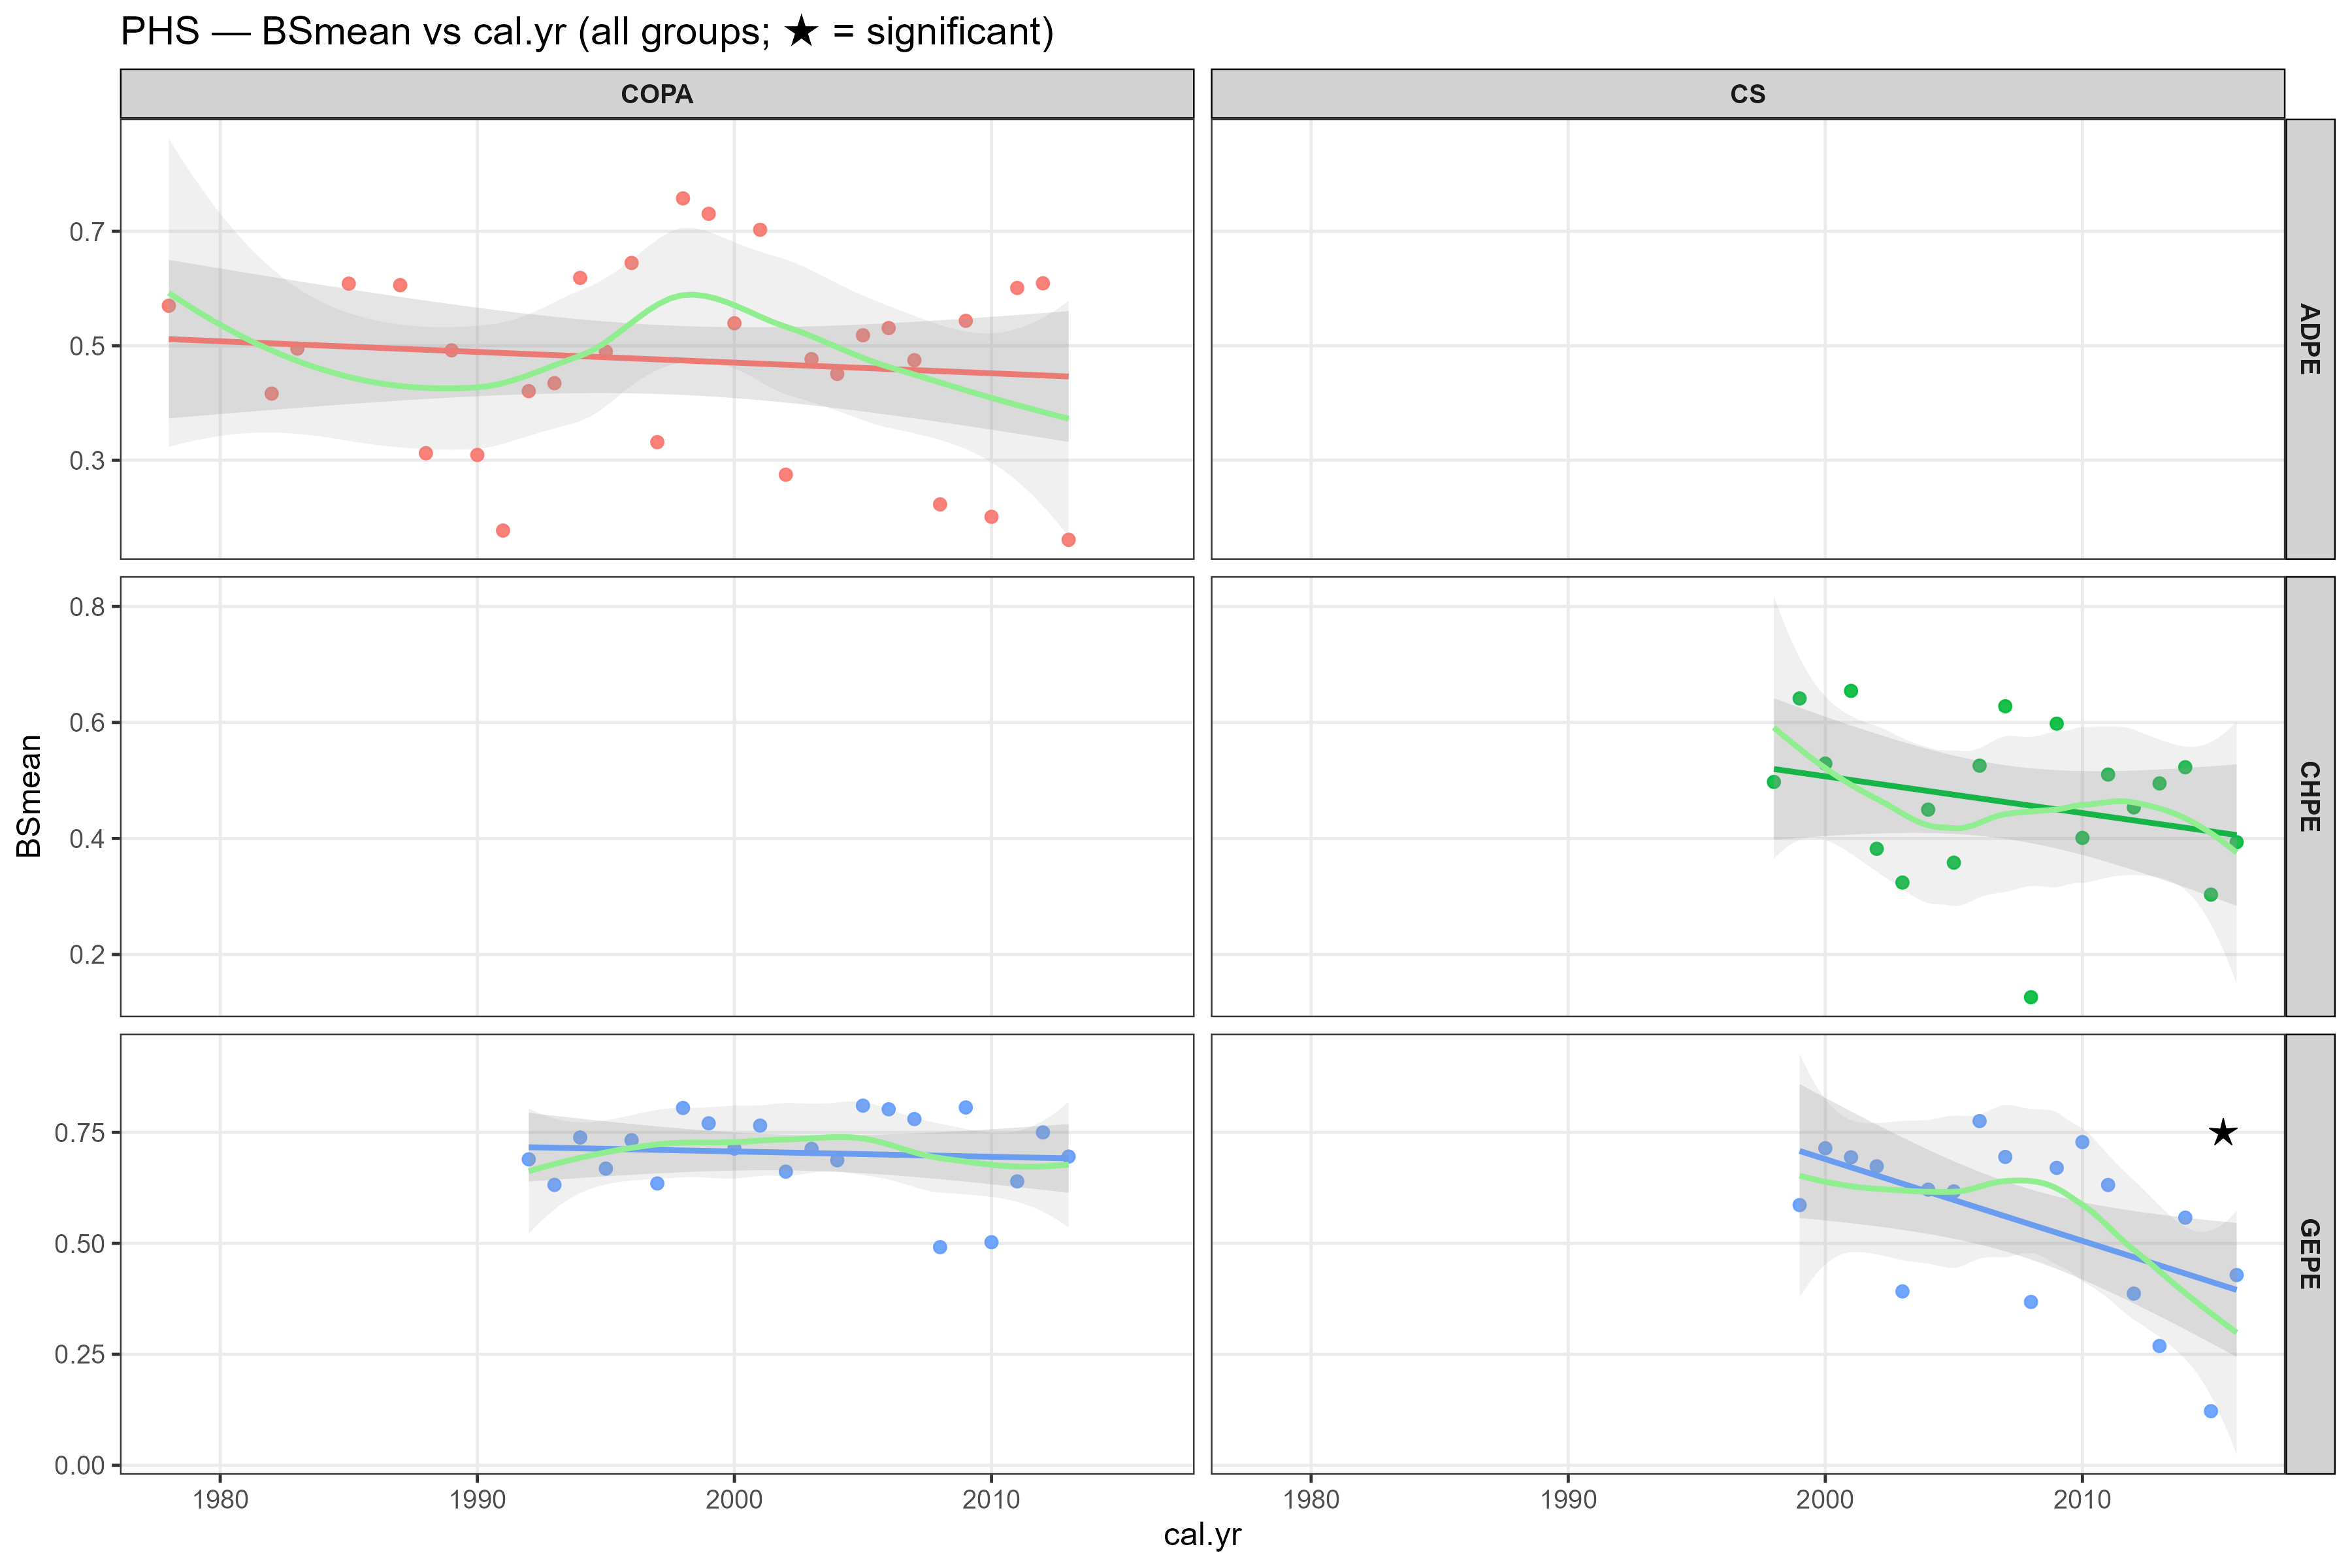 PHS — BSmean vs cal.yr (all groups; ★ = significant)
COPA
CS
0.7
0.5
0.3
ADPE
0.8
0.6
0.4
0.2
CHPE
BSmean
0.75
0.50
0.25
0.00
★
GEPE
1980 1990 2000 2010
1980 1990 2000 2010
cal.yr